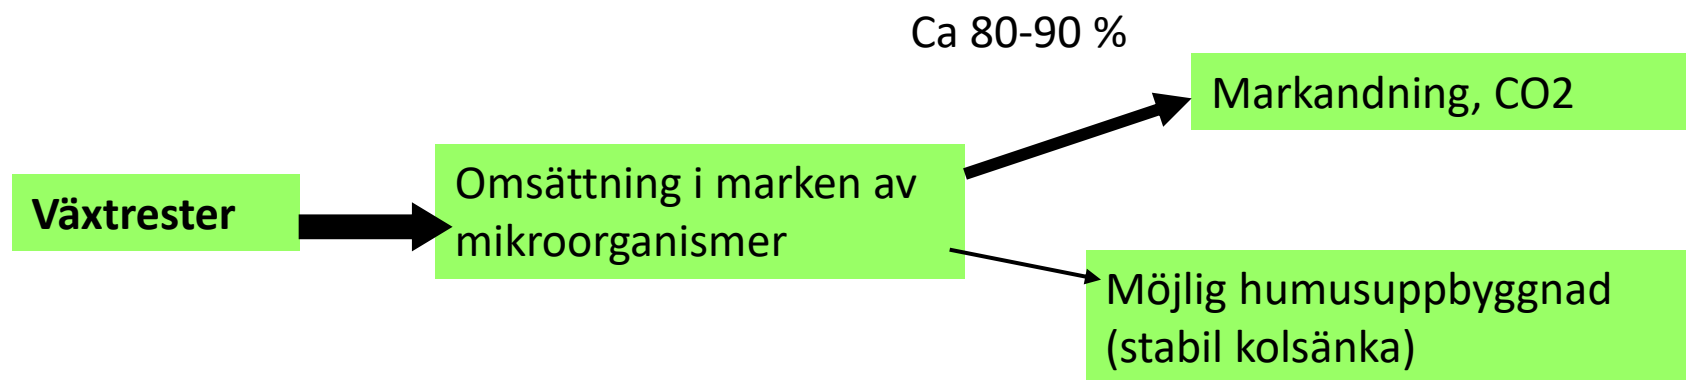 Ca 80-90 %
Markandning, CO2
Växtrester
Omsättning i marken av
mikroorganismer
Möjlig humusuppbyggnad
(stabil kolsänka)